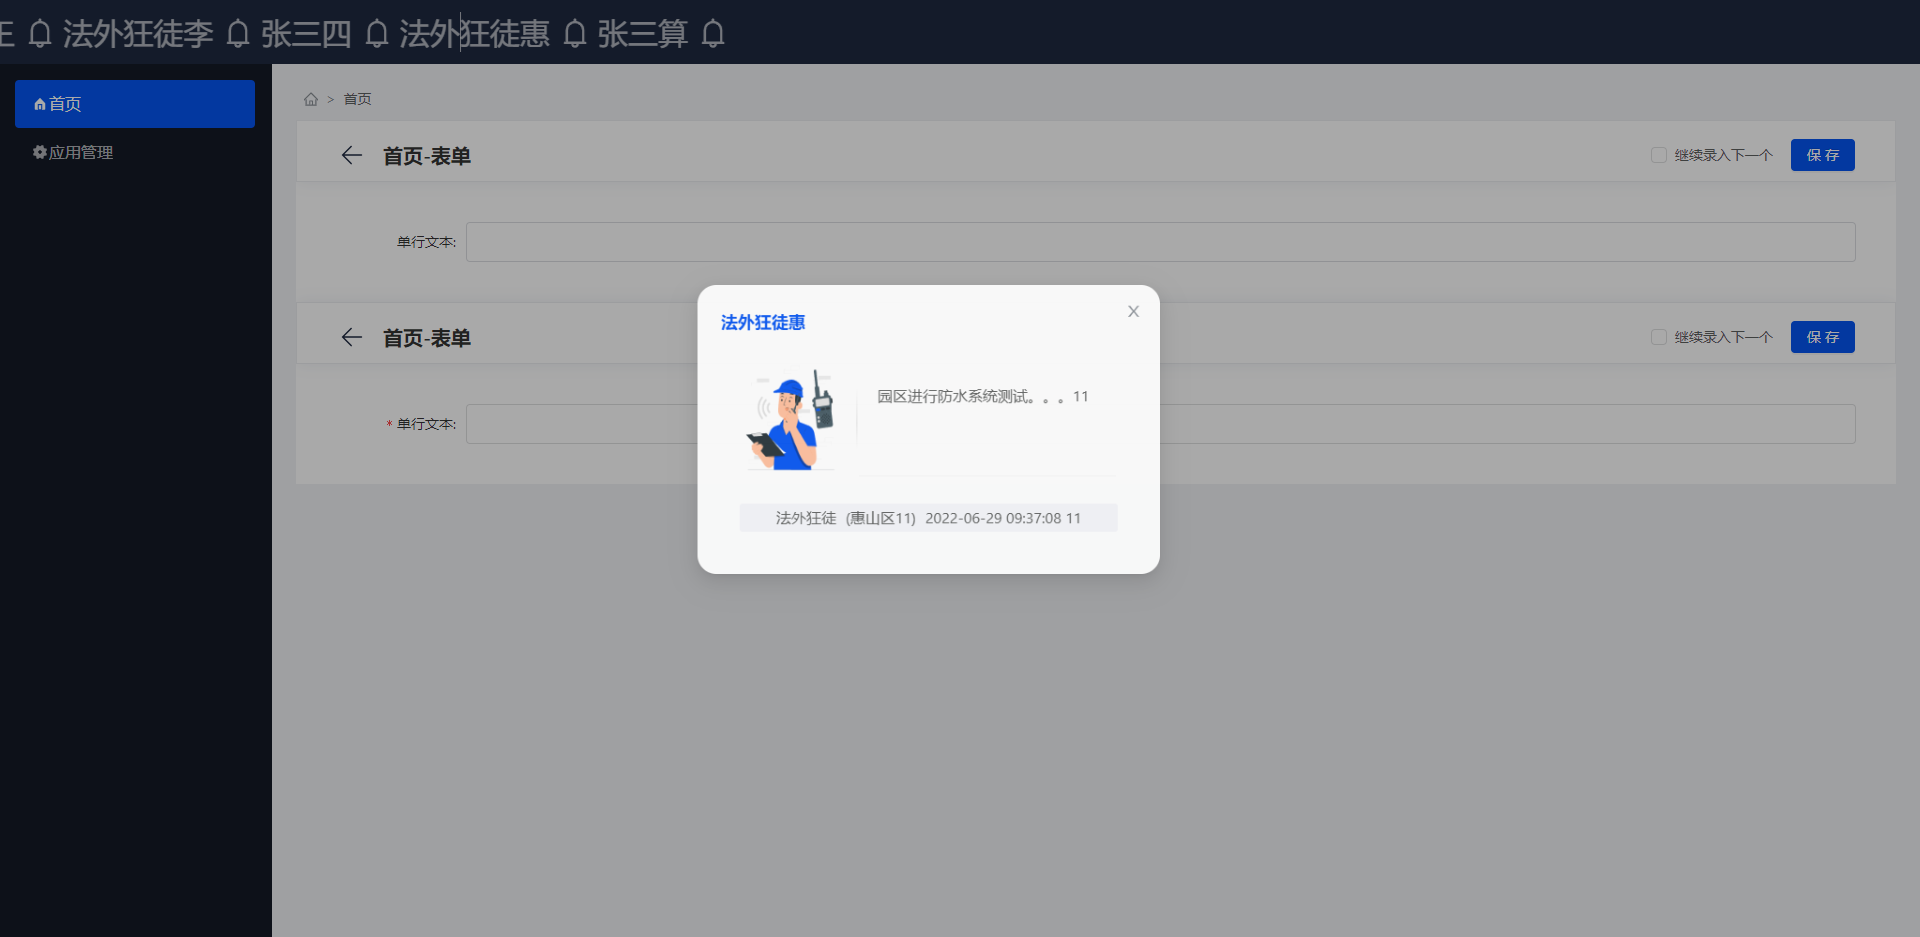 法外狂徒李 张三四 法外狂徒惠 张三算
首页
应用管理
> 首页
首页-表单
继续录入下一个
保 存
单行文本:
首页-表单
继续录入下一个
保 存
* 单行文本:
法外狂徒惠
X
园区进行防水系统测试。。。11
法外狂徒 (惠山区11) 2022-06-29 09:37:08 11